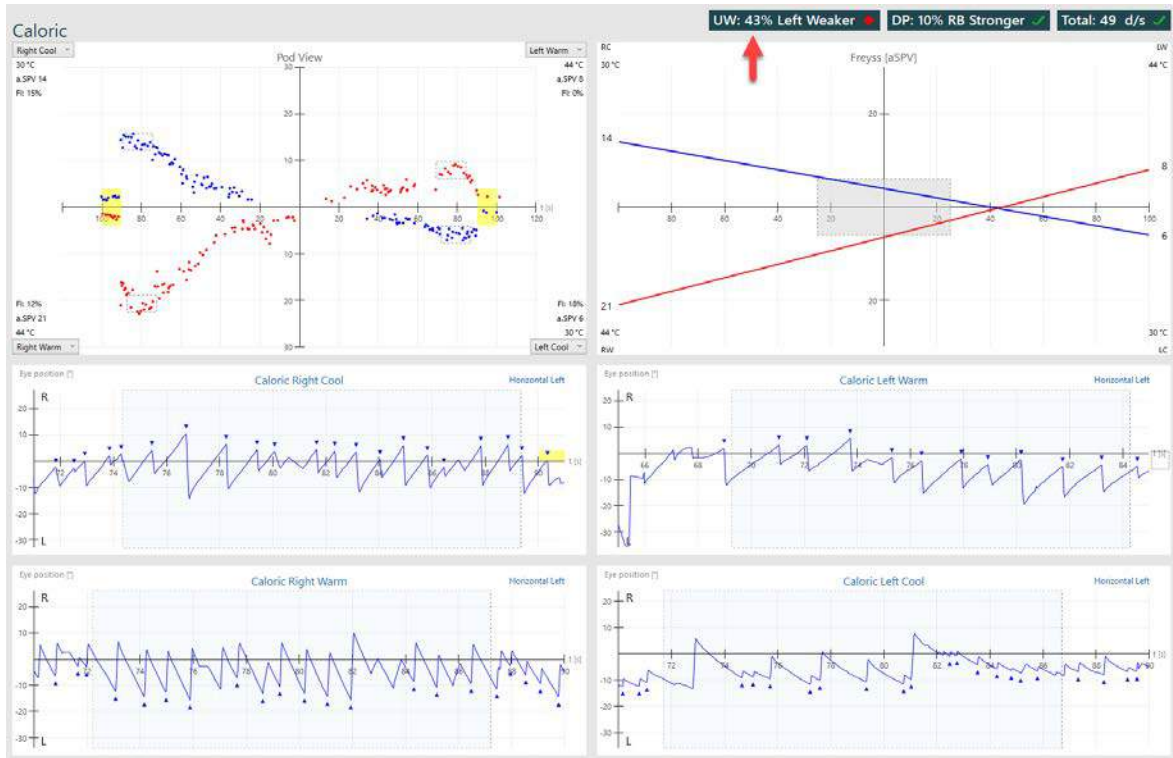 Caloric
UW: 43% Left Weaker
DP: 10% RB Stronger
Total: 49 d/s
Right Cool
30 °C
a.SPV 14
FI: 15%
Pod View
Left Warm
44 °C
a.SPV 8
FI: 0%
30
20
10
10
20
30
100 80 60 40 20 20 40 60 80 100 120
t [s]
FI: 12%
a.SPV 21
44 °C
Right Warm
FI: 18%
a.SPV 6
30 °C
Left Cool
RC
30 °C
Freyss [aSPV]
LW
44 °C
20
14
8
80 60 40 20 20 40 60 80 100
6
21
20
44 °C
RW
30 °C
LC
Eye position [°]
Caloric Right Cool
Horizontal Left
R
20
10
72 74 76 78 80 82 84 86 88 90
t [s]
-10
-20
-30
L
Eye position [°]
Caloric Left Warm
Horizontal Left
R
20
10
66 68 70 72 74 76 78 80 82 84
t [s]
-10
-20
-30
L
Eye position [°]
Caloric Right Warm
Horizontal Left
R
20
10
72 74 76 78 80 82 84 86 88 90
t [s]
-10
-20
-30
L
Eye position [°]
Caloric Left Cool
Horizontal Left
R
20
10
72 74 76 78 80 82 84 86 88 90
t [s]
-10
-20
-30
L